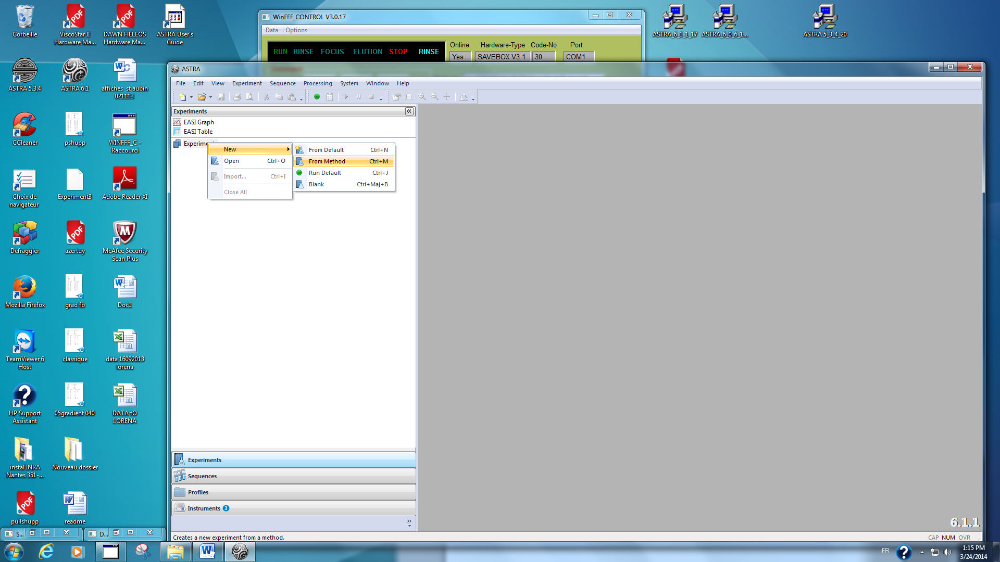 Corbeille
ViscoStar II
Hardware Ma...
DAWN HELEOS
Hardware Ma...
ASTRA User's
Guide
WinFFF_CONTROL V3.0.17
Data Options
RUN RINSE FOCUS ELUTION STOP RINSE
Online Hardware-Type Code-No Port
Yes SAVEBOX V3.1 30 COM1
ASTRA_6_1_1_17
ASTRA_6_0_6_1...
ASTRA 5_3_4_20
ASTRA 5.3.4
ASTRA 6.1
affiches st aubin
021113
ASTRA
File Edit View Experiment Sequence Processing System Window Help
Experiments
EASI Graph
EASI Table
Experiment
New
Open Ctrl+O
Import... Ctrl+I
Close All
From Default Ctrl+N
From Method Ctrl+M
Run Default Ctrl+J
Blank Ctrl+Maj+B
CCleaner
pshupp
WINFFF_C -
Raccourci
Choix de
navigateur
Experiment3
Adobe Reader XI
Defraggler
azertuy
McAfee Security
Scan Plus
Mozilla Firefox
grad fb
Doc1
TeamViewer 6
Host
classique
data 16092013
lorena
HP Support
Assistant
05gradient 040
DATA tO
LORENA
instal INRA
Nantes 351-...
Nouveau dossier
pullshupp
readme
Experiments
Sequences
Profiles
Instruments 3
6.1.1
S...
D...
Creates a new experiment from a method.
CAP NUM OVR
FR
1:15 PM
3/24/2014